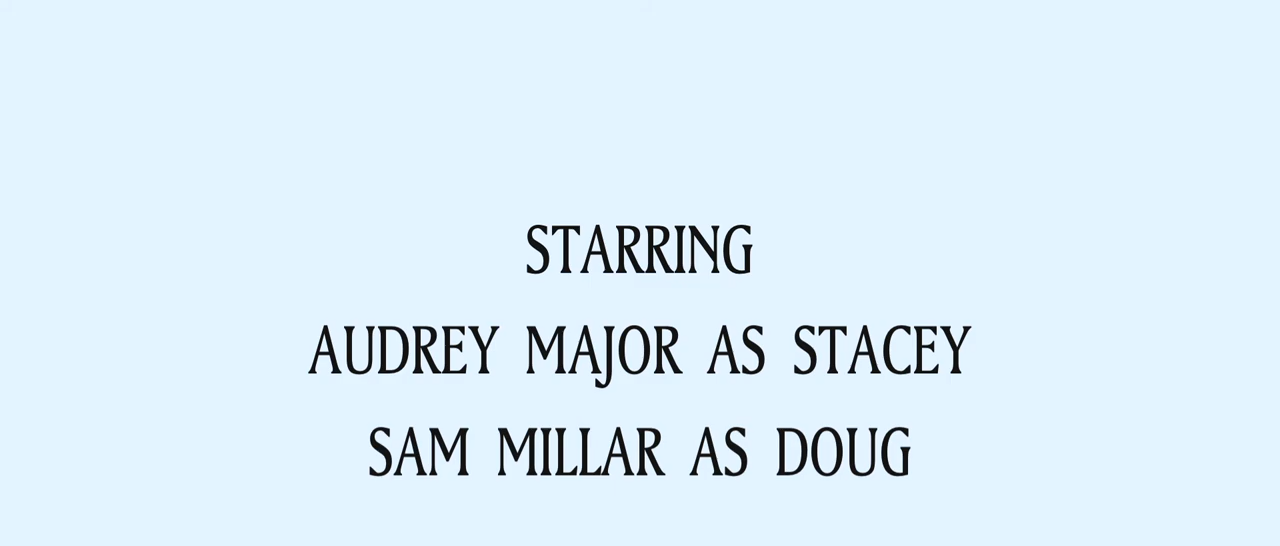 STARRING
AUDREY MAJOR AS STACEY
SAM MILLAR AS DOUG